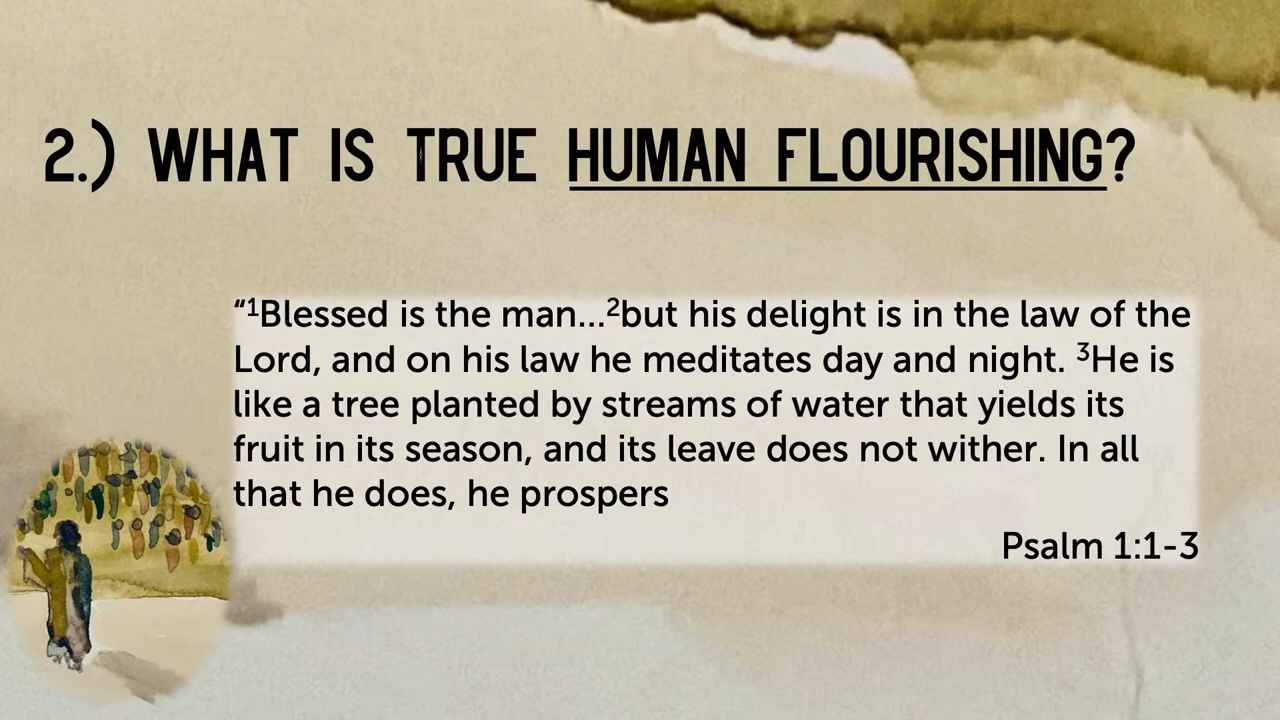 2.) WHAT IS TRUE HUMAN FLOURISHING?
“¹Blessed is the man...²but his delight is in the law of the
Lord, and on his law he meditates day and night. ³He is
like a tree planted by streams of water that yields its
fruit in its season, and its leave does not wither. In all
that he does, he prospers
Psalm 1:1-3